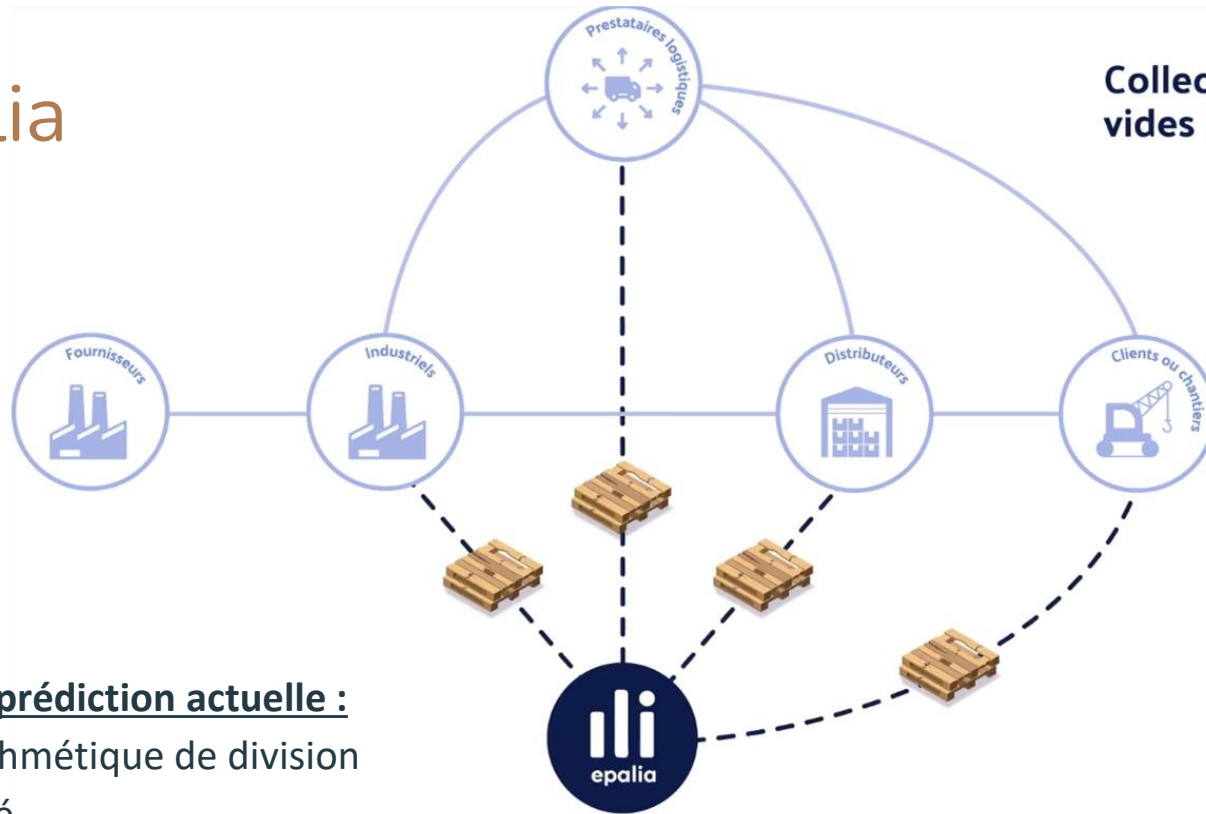 Prestataires logistiques
lia
Collec
vides
Fournisseurs
Industriels
Distributeurs
Clients ou chantiers
prédiction actuelle :
hmétique de division
é
epalia